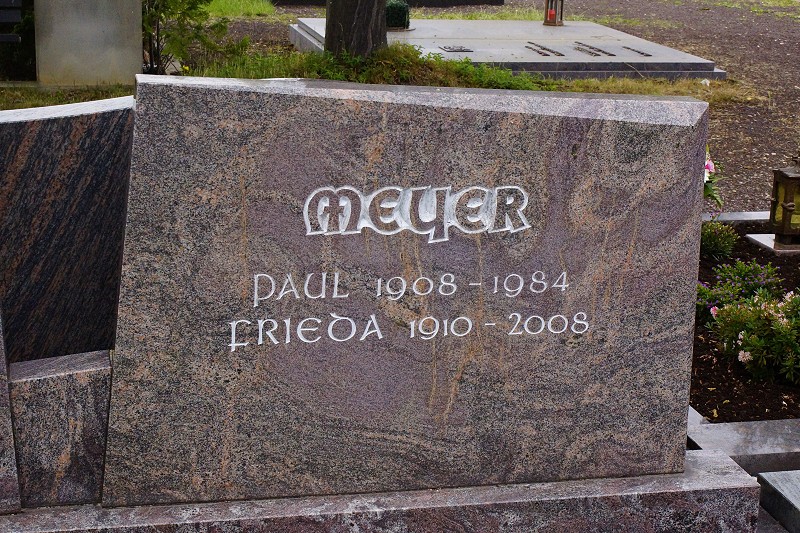 MEYER
PAUL 1908 - 1984
FRIEDA 1910 - 2008